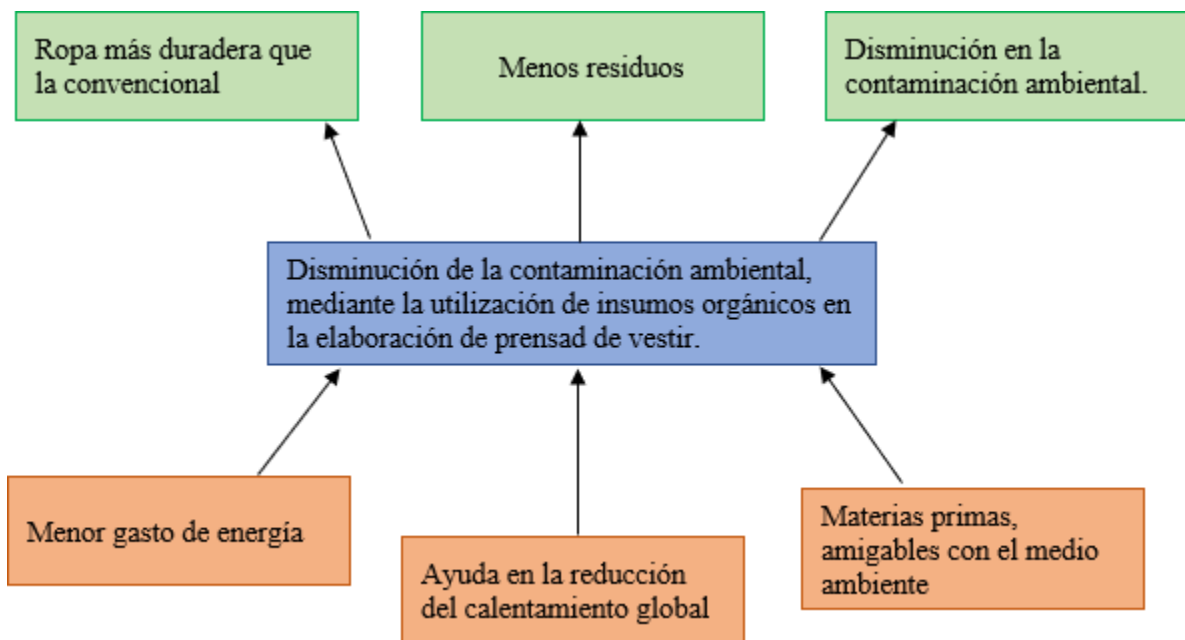 Ropa más duradera que
la convencional
Menos residuos
Disminución en la
contaminación ambiental.
Disminución de la contaminación ambiental,
mediante la utilización de insumos orgánicos en
la elaboración de prensad de vestir.
Menor gasto de energía
Ayuda en la reducción
del calentamiento global
Materias primas,
amigables con el medio
ambiente